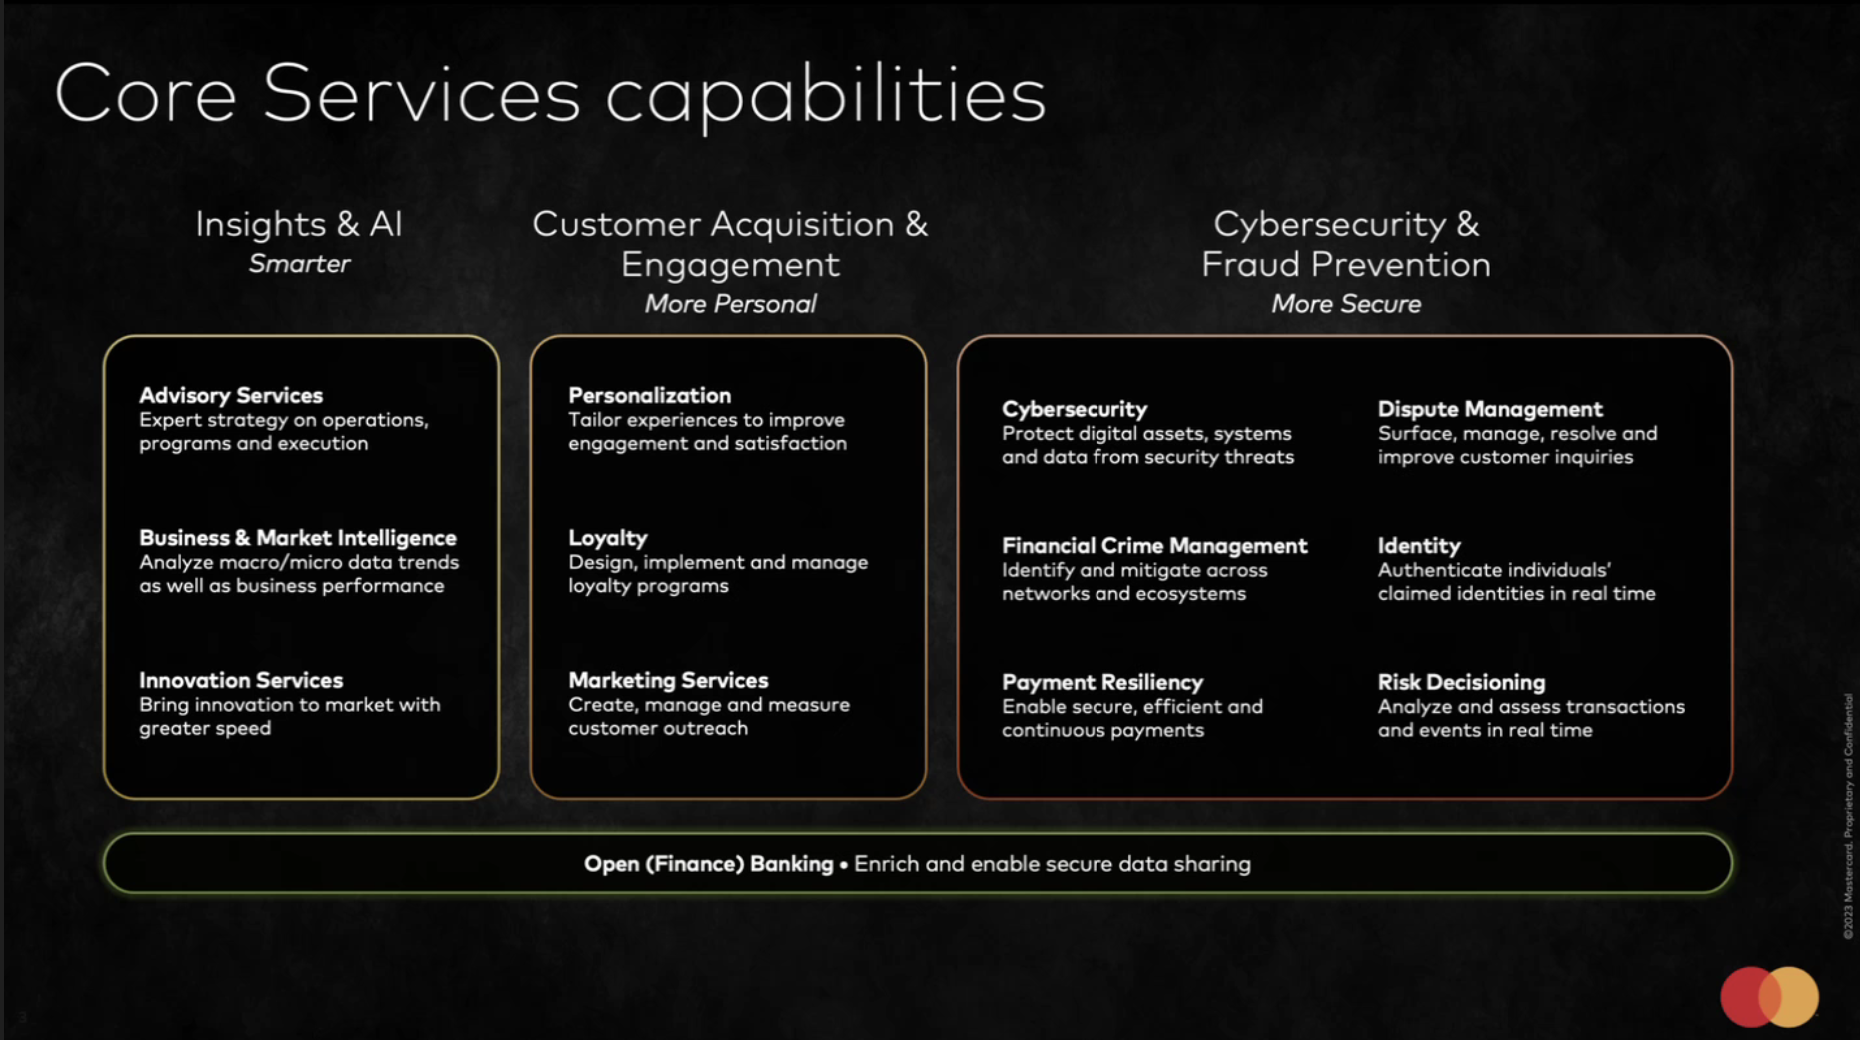 Core Services capabilities
Insights & AI
Smarter
Customer Acquisition &
Engagement
More Personal
Cybersecurity &
Fraud Prevention
More Secure
Advisory Services
Expert strategy on operations,
programs and execution
Business & Market Intelligence
Analyze macro/micro data trends
as well as business performance
Innovation Services
Bring innovation to market with
greater speed
Personalization
Tailor experiences to improve
engagement and satisfaction
Loyalty
Design, implement and manage
loyalty programs
Marketing Services
Create, manage and measure
customer outreach
Cybersecurity
Protect digital assets, systems
and data from security threats
Financial Crime Management
Identify and mitigate across
networks and ecosystems
Payment Resiliency
Enable secure, efficient and
continuous payments
Dispute Management
Surface, manage, resolve and
improve customer inquiries
Identity
Authenticate individuals’
claimed identities in real time
Risk Decisioning
Analyze and assess transactions
and events in real time
Open (Finance) Banking • Enrich and enable secure data sharing
©2023 Mastercard. Proprietary and Confidential
3